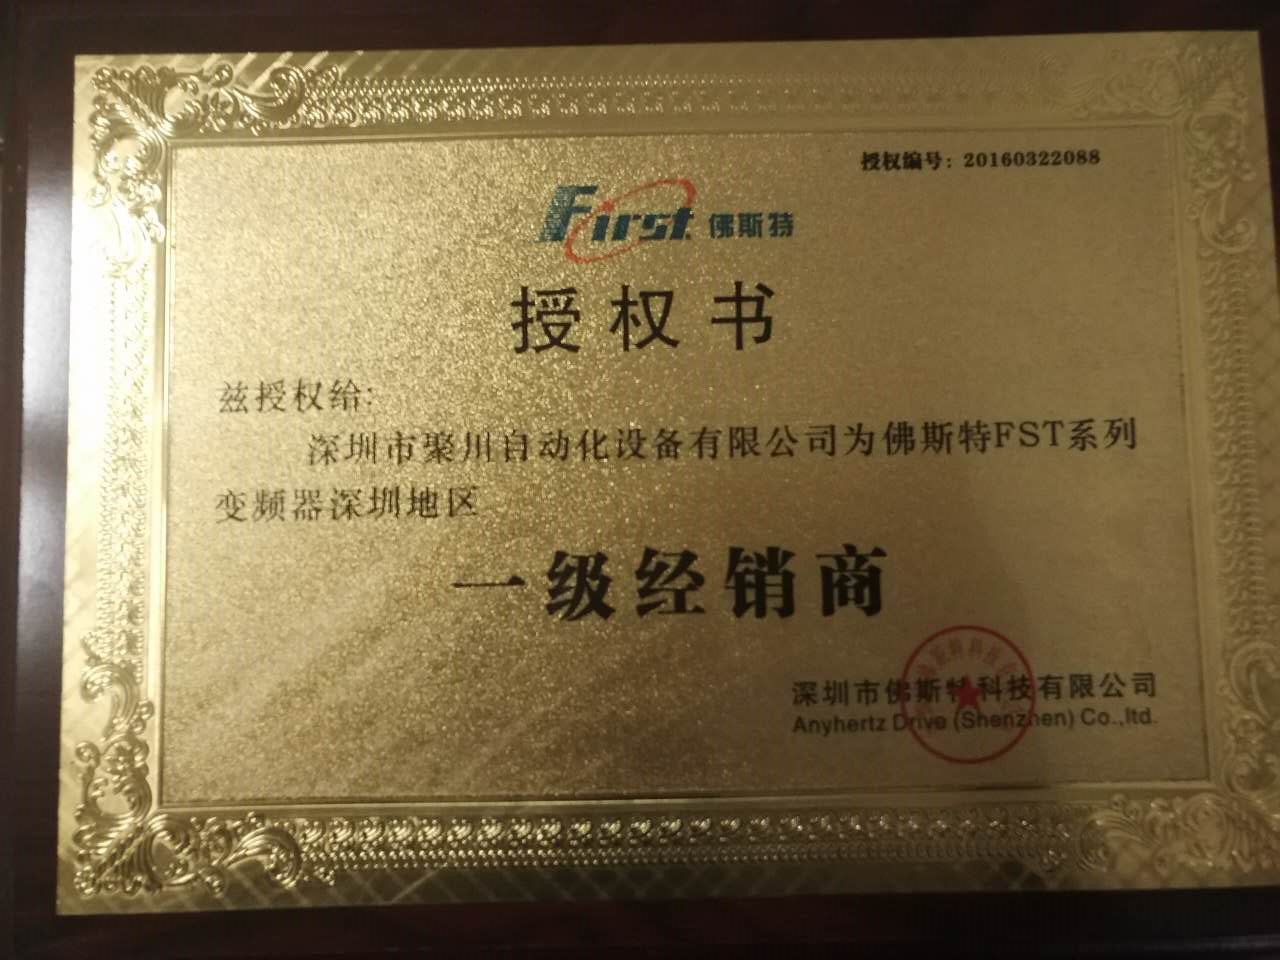 授权编号：20160322088
First 佛斯特
授权书
兹授权给：
深圳市聚川自动化设备有限公司为佛斯特FST系列
变频器深圳地区
一级经销商
深圳市佛斯特科技有限公司
Anyhertz Drive (Shenzhen) Co.,ltd.